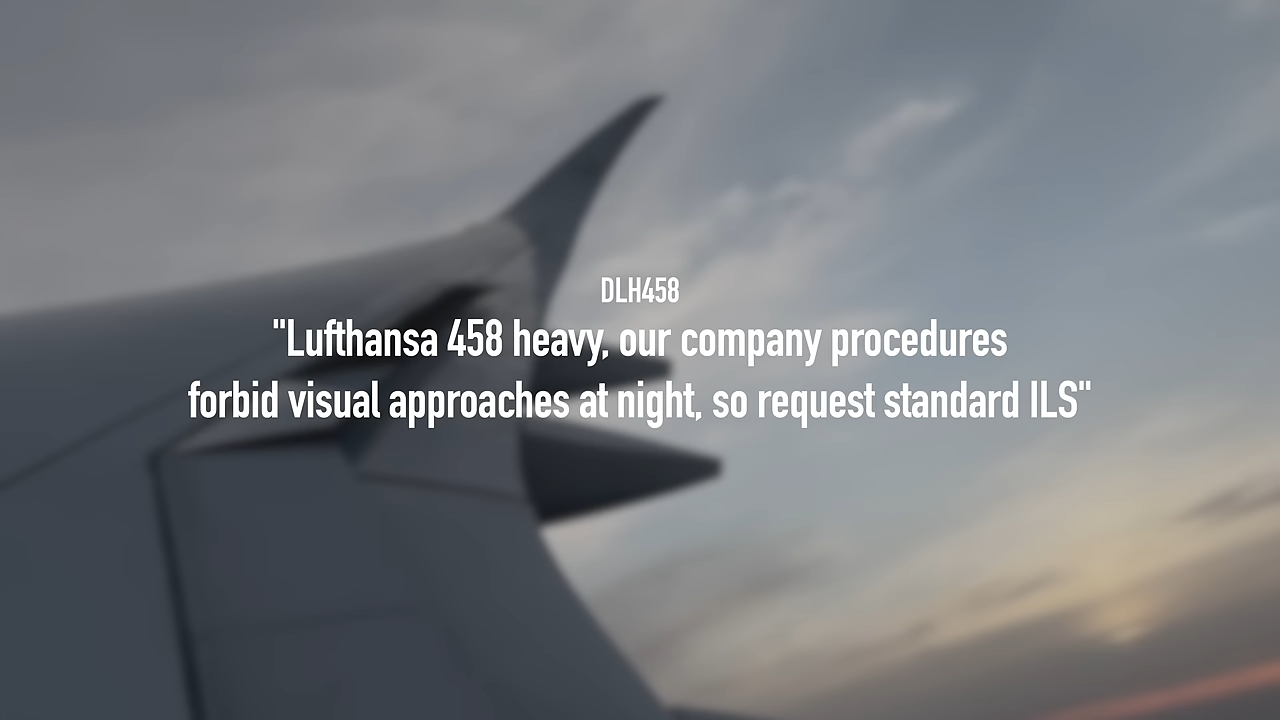 DLH458
"Lufthansa 458 heavy, our company procedures
forbid visual approaches at night, so request standard ILS"